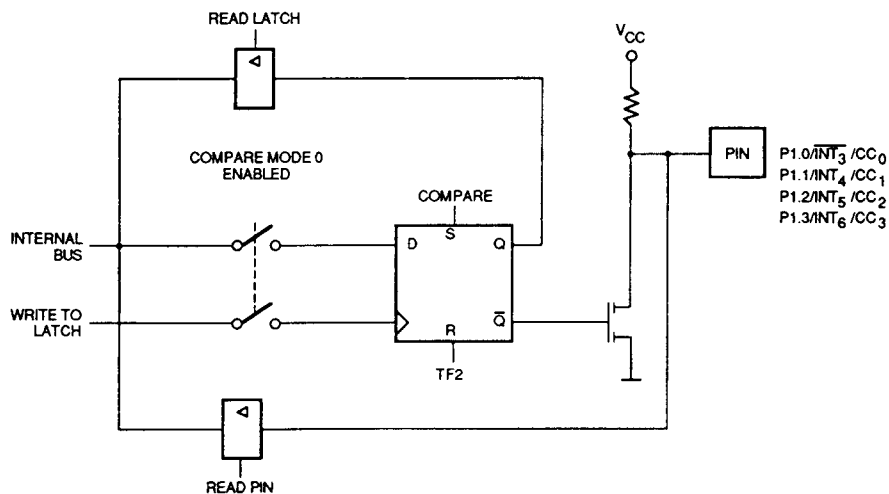 READ LATCH
VCC
COMPARE MODE 0
ENABLED
PIN
P1.0/INT3/CC0
P1.1/INT4/CC1
P1.2/INT5/CC2
P1.3/INT6/CC3
COMPARE
INTERNAL
BUS
D
S
Q
WRITE TO
LATCH
R
Q̅
TF2
READ PIN